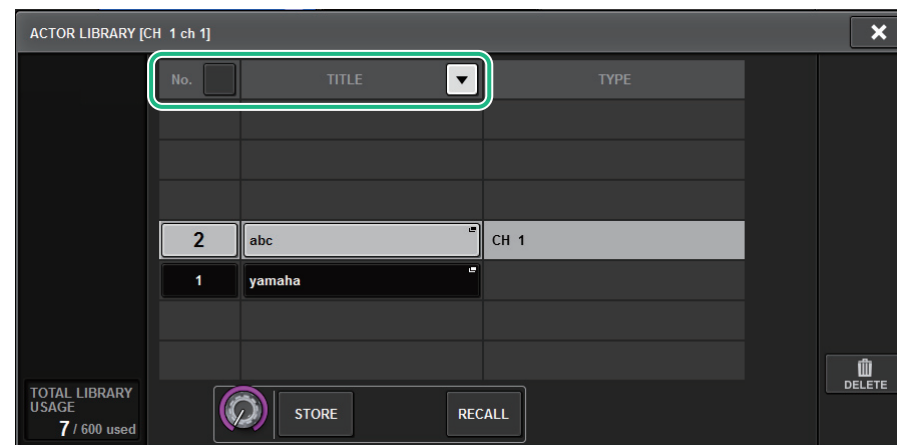 ACTOR LIBRARY [CH 1 ch 1]
No. TITLE TYPE
2 abc CH 1
1 yamaha
DELETE
TOTAL LIBRARY
USAGE
7 / 600 used
STORE RECALL